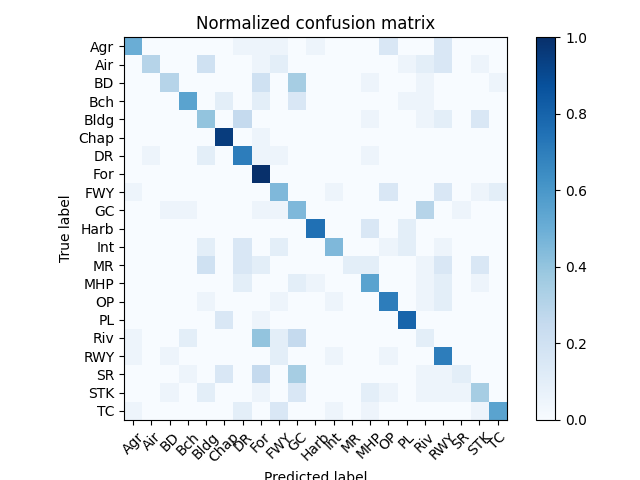 Normalized confusion matrix
True label
Agr
Air
BD
Bch
Bldg
Chap
DR
For
FWY
GC
Harb
Int
MR
MHP
OP
PL
Riv
RWY
SR
STK
TC
Agr
Air
BD
Bch
Bldg
Chap
DR
For
FWY
GC
Harb
Int
MR
MHP
OP
PL
Riv
RWY
SR
STK
TC
Predicted label
1.0
0.8
0.6
0.4
0.2
0.0